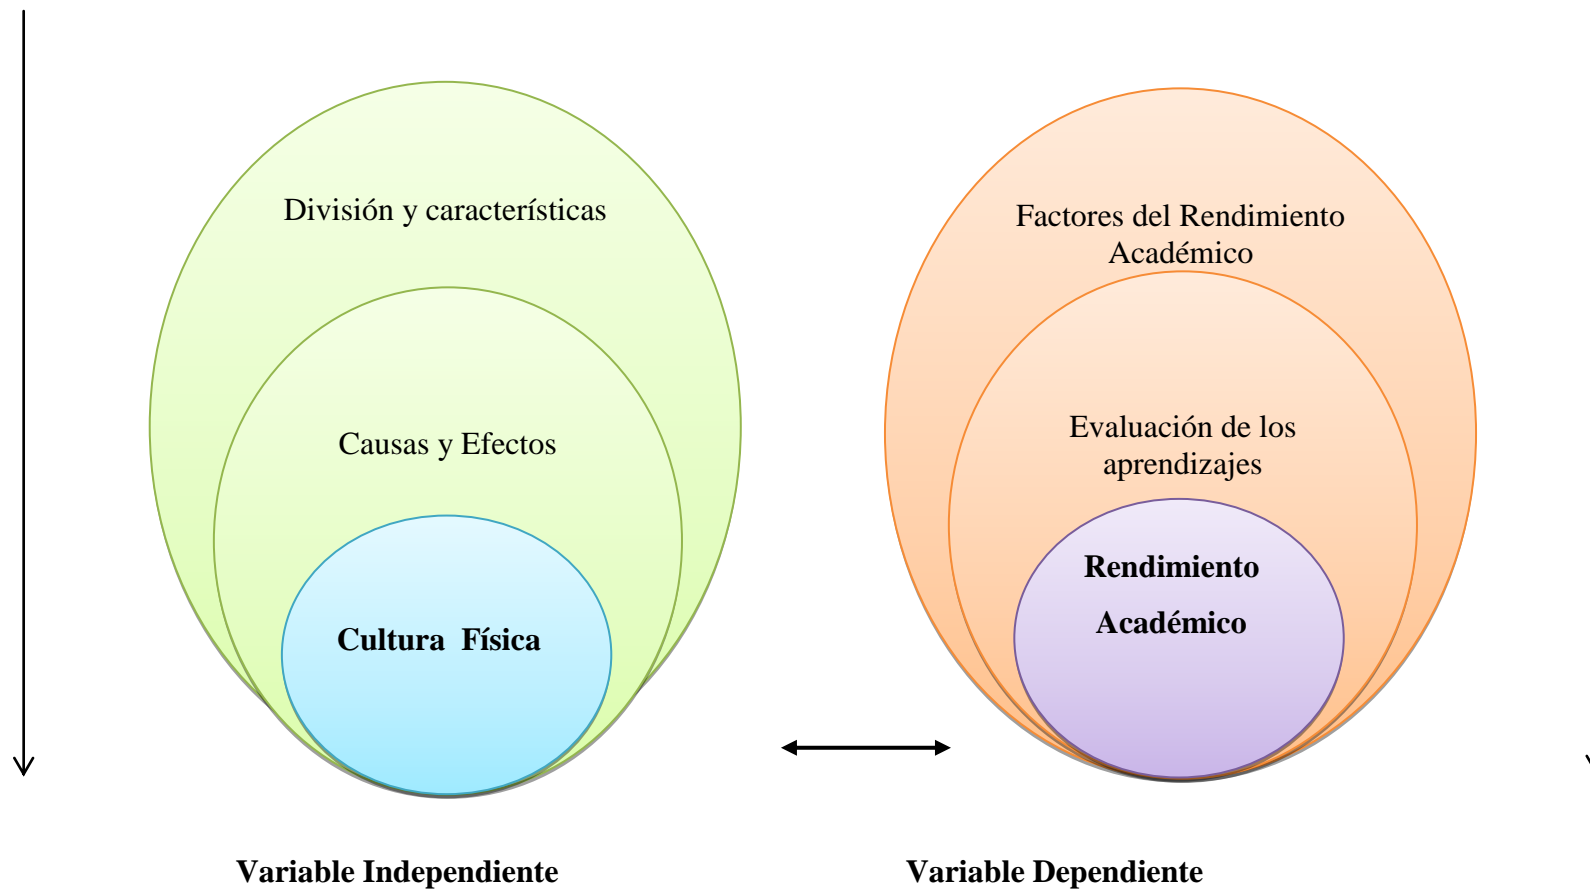 División y características
Causas y Efectos
Cultura Física
Variable Independiente
Factores del Rendimiento
Académico
Evaluación de los
aprendizajes
Rendimiento
Académico
Variable Dependiente